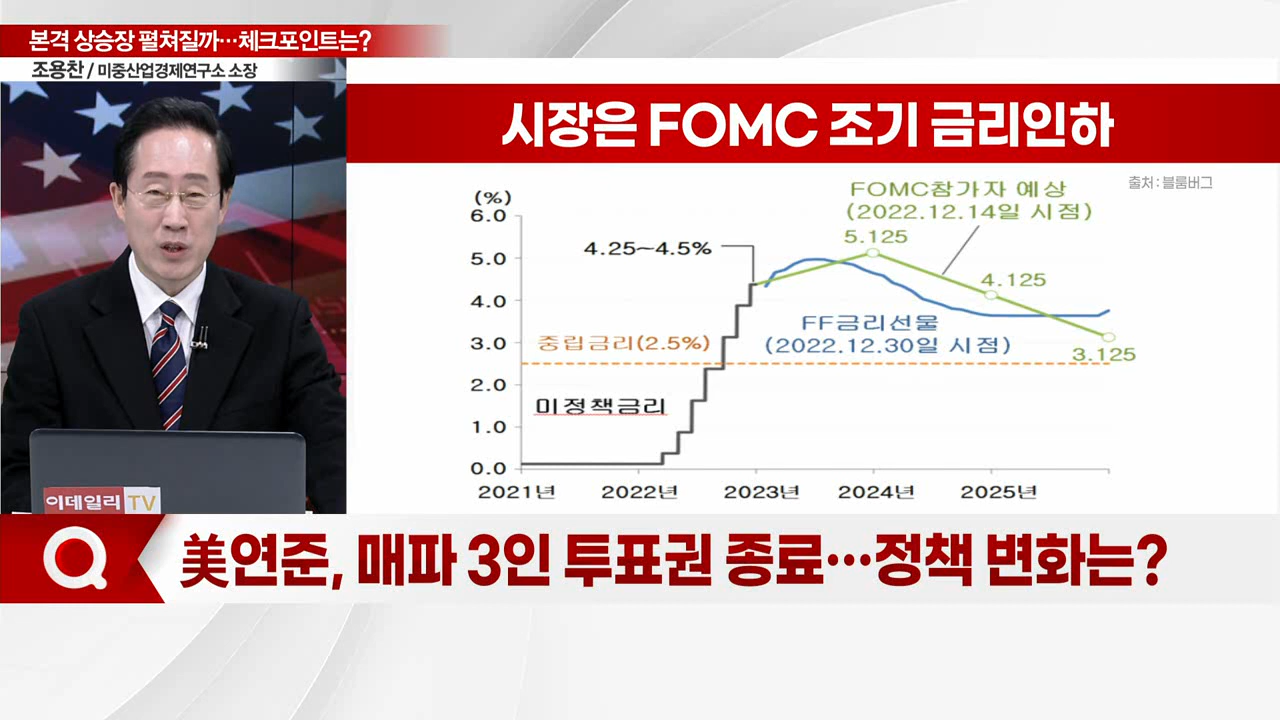 본격 상승장 펼쳐질까…체크포인트는?
조용찬 / 미중산업경제연구소 소장
시장은 FOMC 조기 금리인하
출처 : 블룸버그
FOMC참가자 예상
(2022.12.14일 시점)
(%)
6.0
5.0
4.0
3.0
2.0
1.0
0.0
4.25~4.5%
5.125
4.125
FF금리선물
(2022.12.30일 시점)
3.125
중립금리(2.5%)
미정책금리
2021년 2022년 2023년 2024년 2025년
이데일리 TV
Q 美연준, 매파 3인 투표권 종료…정책 변화는?